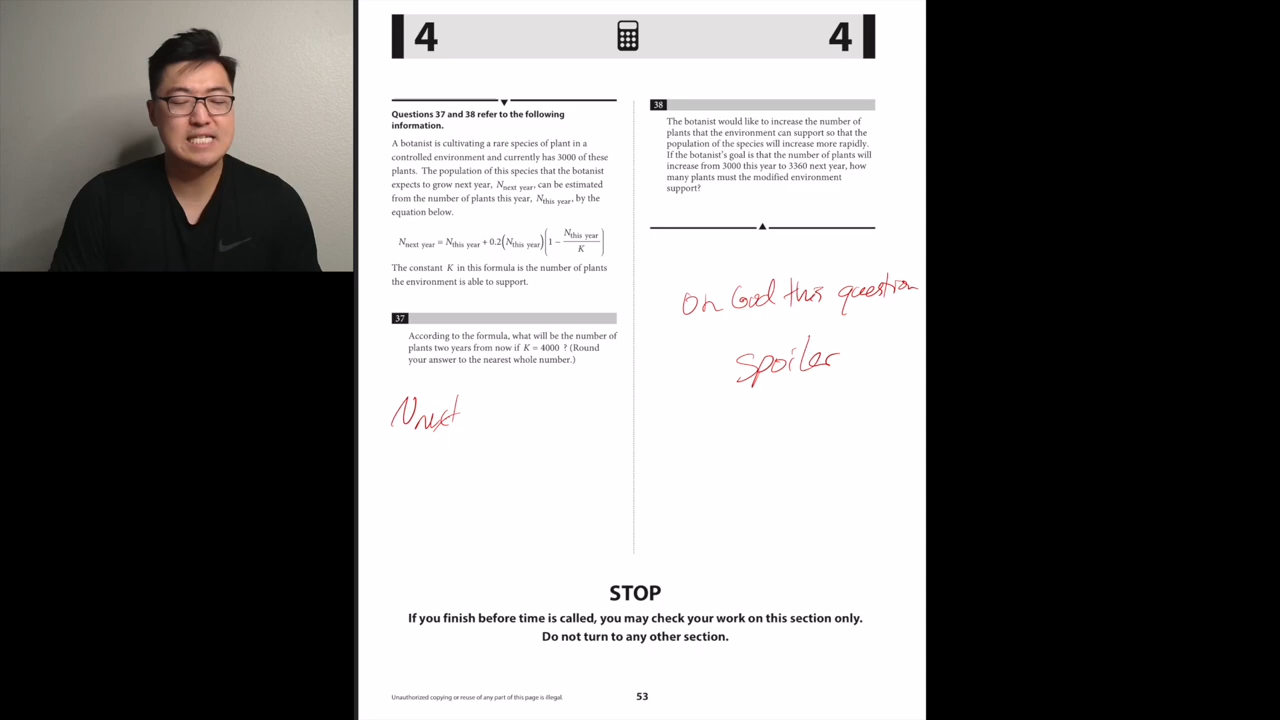 4
4
Questions 37 and 38 refer to the following
information.
A botanist is cultivating a rare species of plant in a
controlled environment and currently has 3000 of these
plants. The population of this species that the botanist
expects to grow next year, N_next year, can be estimated
from the number of plants this year, N_this year, by the
equation below.
N_next year = N_this year + 0.2(N_this year)(1 − N_this year / K)
The constant K in this formula is the number of plants
the environment is able to support.
37
According to the formula, what will be the number of
plants two years from now if K = 4000 ? (Round
your answer to the nearest whole number.)
Nnext
38
The botanist would like to increase the number of
plants that the environment can support so that the
population of the species will increase more rapidly.
If the botanist's goal is that the number of plants will
increase from 3000 this year to 3360 next year, how
many plants must the modified environment
support?
On God this question
spoiler
STOP
If you finish before time is called, you may check your work on this section only.
Do not turn to any other section.
Unauthorized copying or reuse of any part of this page is illegal.
53